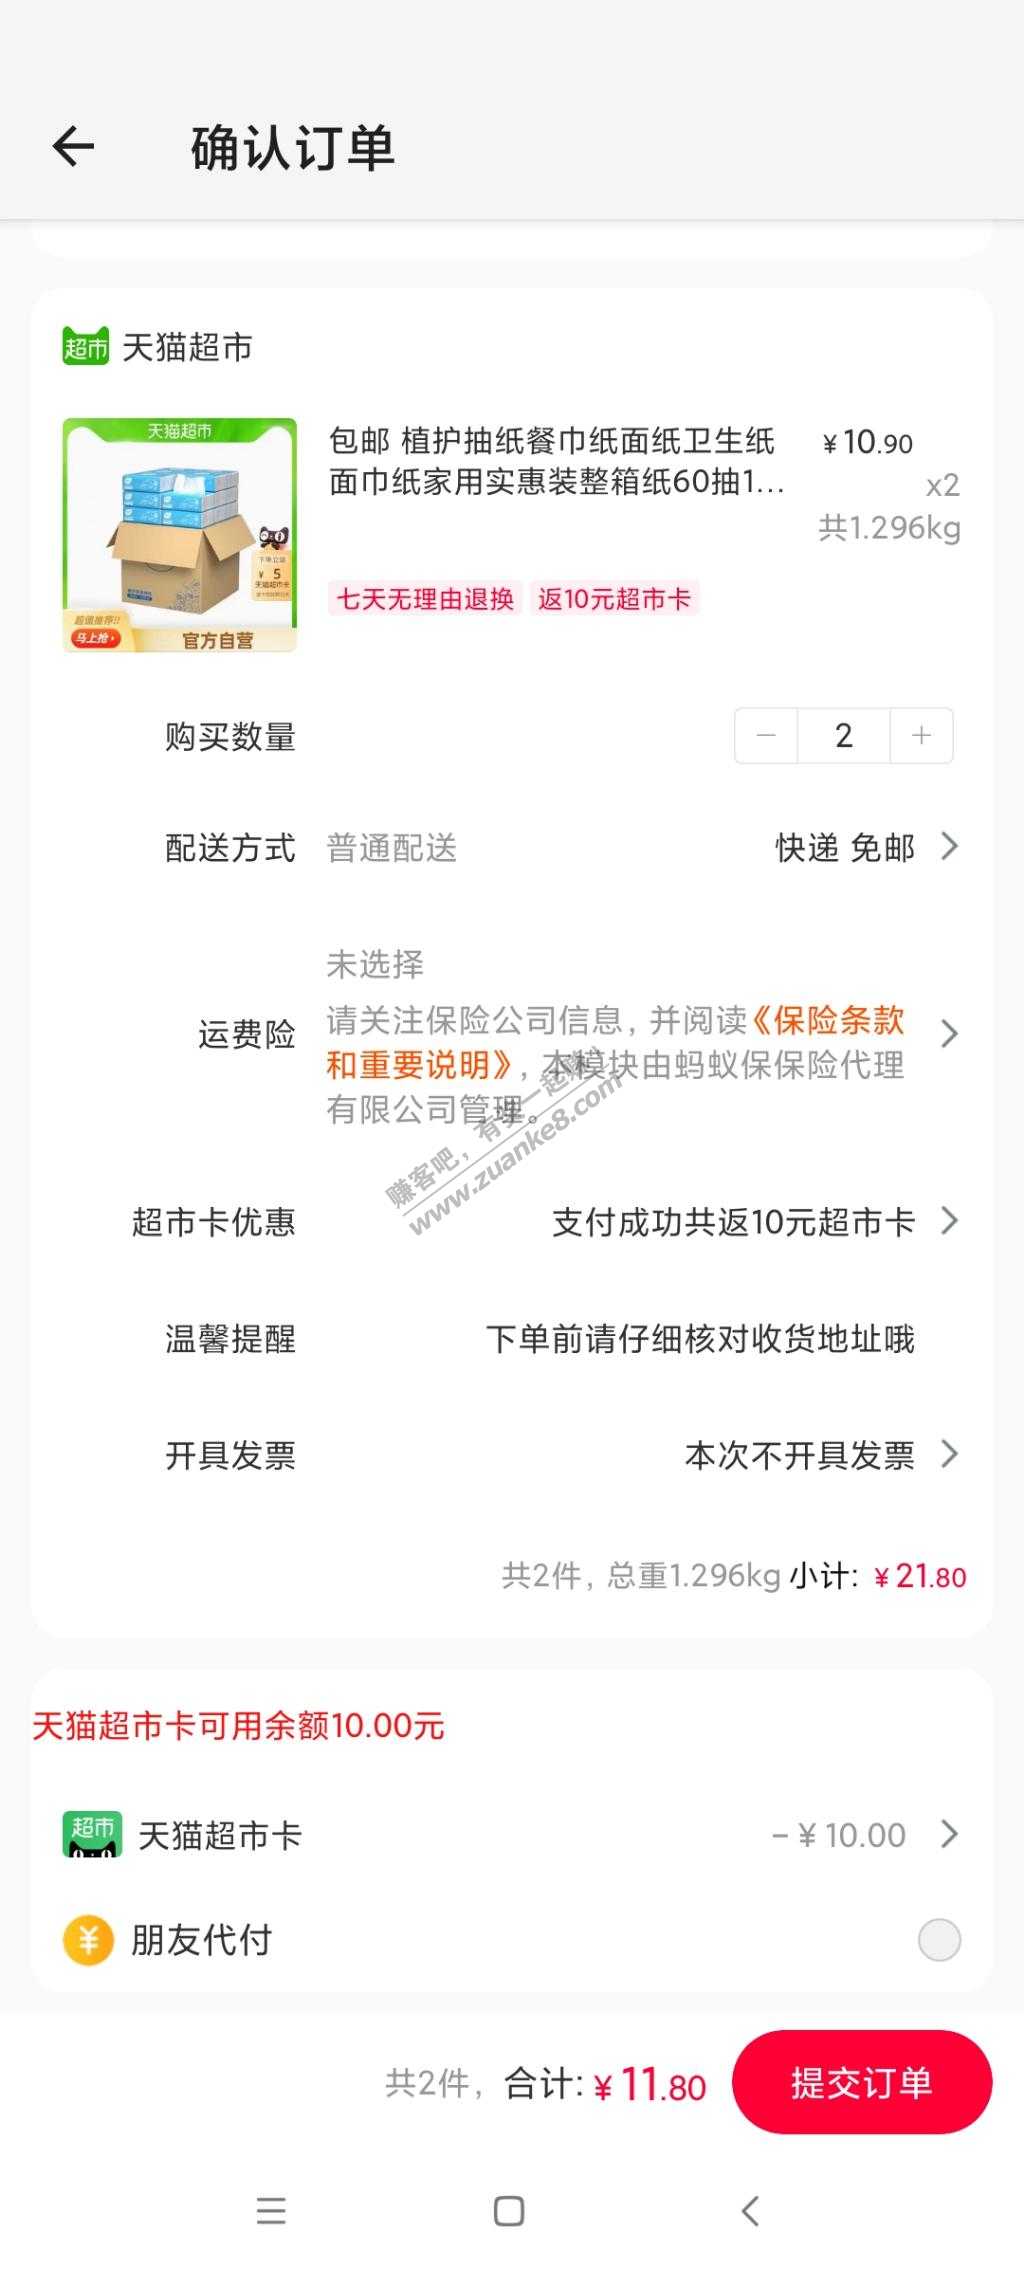 确认订单
超市 天猫超市
天猫超市
下单立返
¥ 5
天猫超市卡
超值推荐!!
马上抢
官方自营
包邮 植护抽纸餐巾纸面纸卫生纸 ¥10.90
面巾纸家用实惠装整箱纸60抽1... x2
共1.296kg
七天无理由退换 返10元超市卡
购买数量 2
配送方式 普通配送 快递 免邮
未选择
运费险 请关注保险公司信息, 并阅读《保险条款
和重要说明》, 本模块由蚂蚁保保险代理
有限公司管理。
赚客吧, 有奖一起赚!
www.zuanke8.com
超市卡优惠 支付成功共返10元超市卡
温馨提醒 下单前请仔细核对收货地址哦
开具发票 本次不开具发票
共2件, 总重1.296kg 小计: ¥21.80
天猫超市卡可用余额10.00元
超市 天猫超市卡 -¥10.00
¥ 朋友代付
共2件, 合计: ¥11.80 提交订单